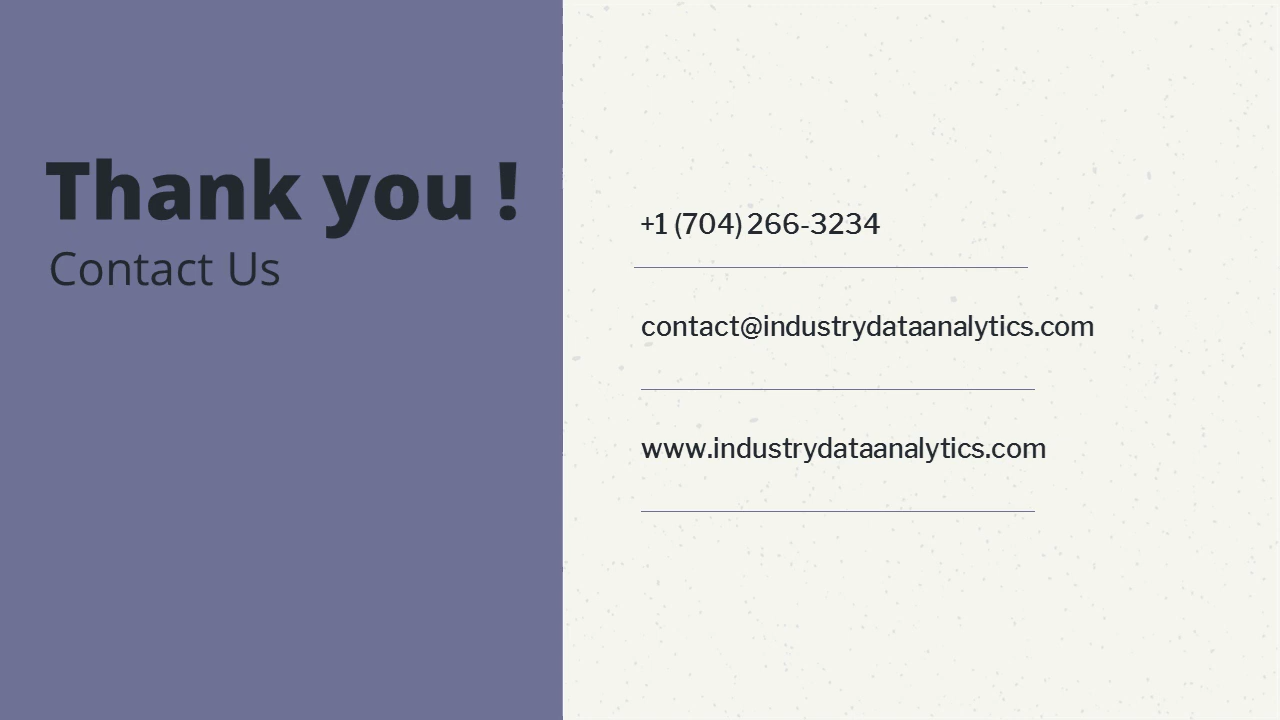 Thank you !
Contact Us
+1 (704) 266-3234
contact@industrydataanalytics.com
www.industrydataanalytics.com